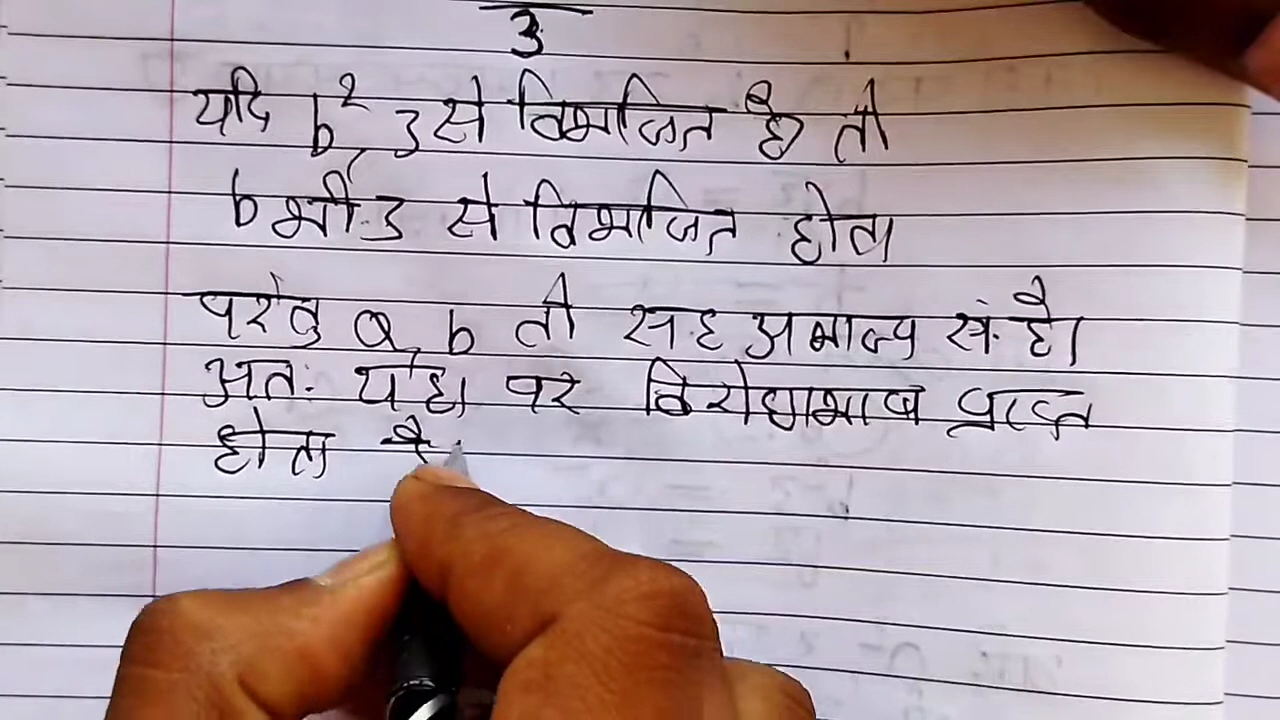 3
यदि b², 3 से विभाजित है तो
b भी 3 से विभाजित होता
परंतु a, b तो सह अभाज्य सं. है।
अतः यहा पर विरोधाभाष प्राप्त
होता है